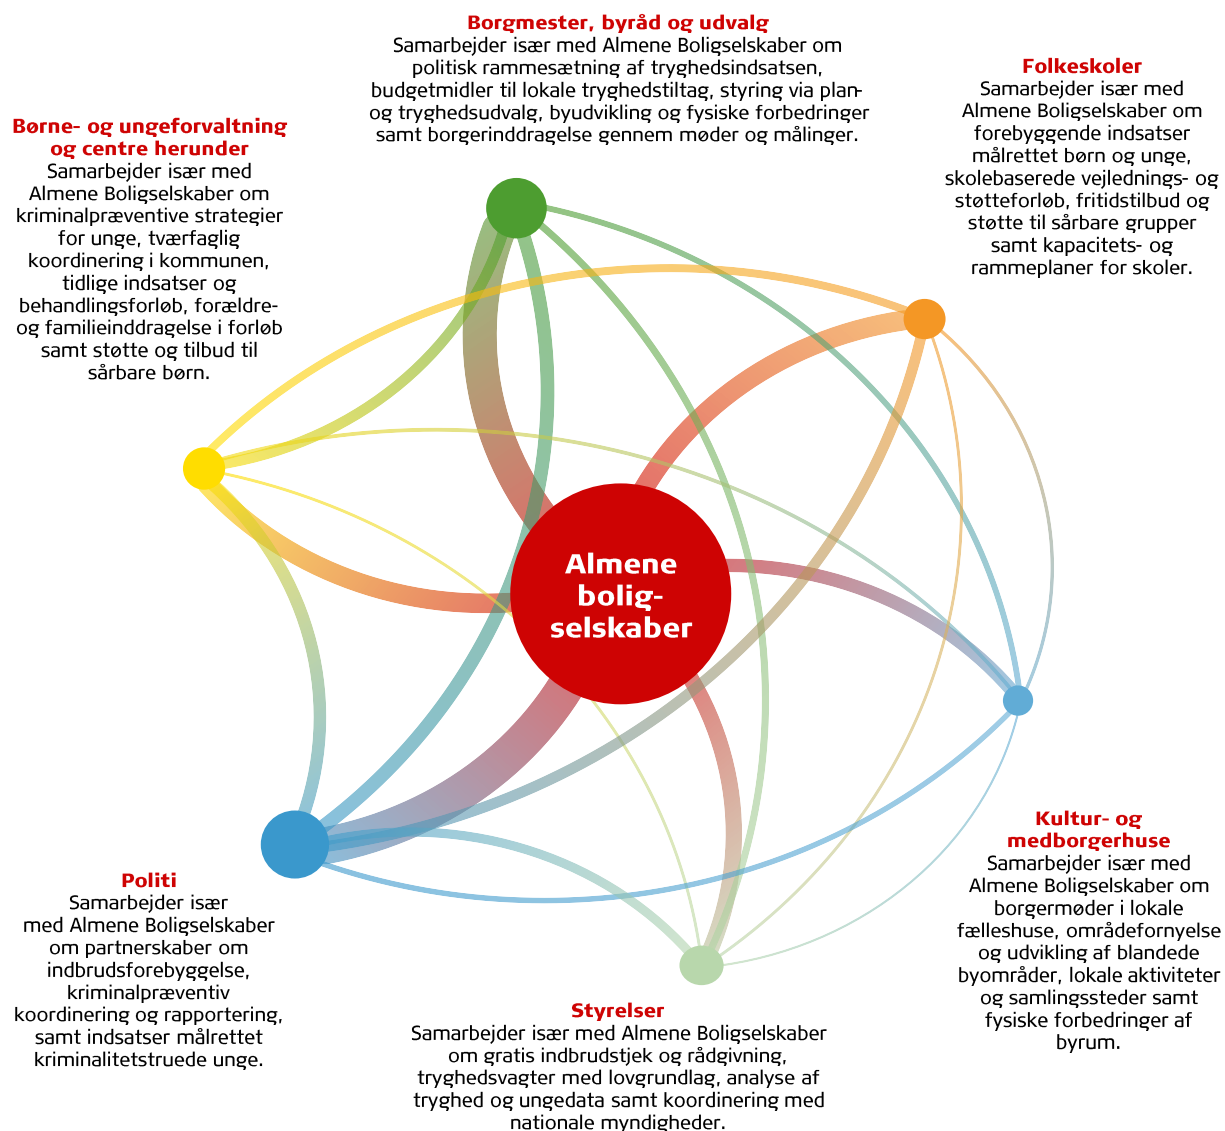 Borgmester, byråd og udvalg
Samarbejder især med Almene Boligselskaber om
politisk rammesætning af tryghedsindsatsen,
budgetmidler til lokale tryghedstiltag, styring via plan-
og tryghedsudvalg, byudvikling og fysiske forbedringer
samt borgerinddragelse gennem møder og målinger.
Folkeskoler
Samarbejder især med
Almene Boligselskaber om
forebyggende indsatser
målrettet børn og unge,
skolebaserede vejlednings- og
støtteforløb, fritidstilbud og
støtte til sårbare grupper
samt kapacitets- og
rammeplaner for skoler.
Børne- og ungeforvaltning
og centre herunder
Samarbejder især med
Almene Boligselskaber om
kriminalpræventive strategier
for unge, tværfaglig
koordinering i kommunen,
tidlige indsatser og
behandlingsforløb, forældre-
og familieinddragelse i forløb
samt støtte og tilbud til
sårbare børn.
Almene
bolig-
selskaber
Kultur- og
medborgerhuse
Samarbejder især med
Almene Boligselskaber om
borgermøder i lokale
fælleshuse, områdefornyelse
og udvikling af blandede
byområder, lokale aktiviteter
og samlingssteder samt
fysiske forbedringer af
byrum.
Politi
Samarbejder især
med Almene Boligselskaber
om partnerskaber om
indbrudsforebyggelse,
kriminalpræventiv
koordinering og rapportering,
samt indsatser målrettet
kriminalitetstruede unge.
Styrelser
Samarbejder især med Almene Boligselskaber
om gratis indbrudstjek og rådgivning,
tryghedsvagter med lovgrundlag, analyse af
tryghed og ungedata samt koordinering med
nationale myndigheder.